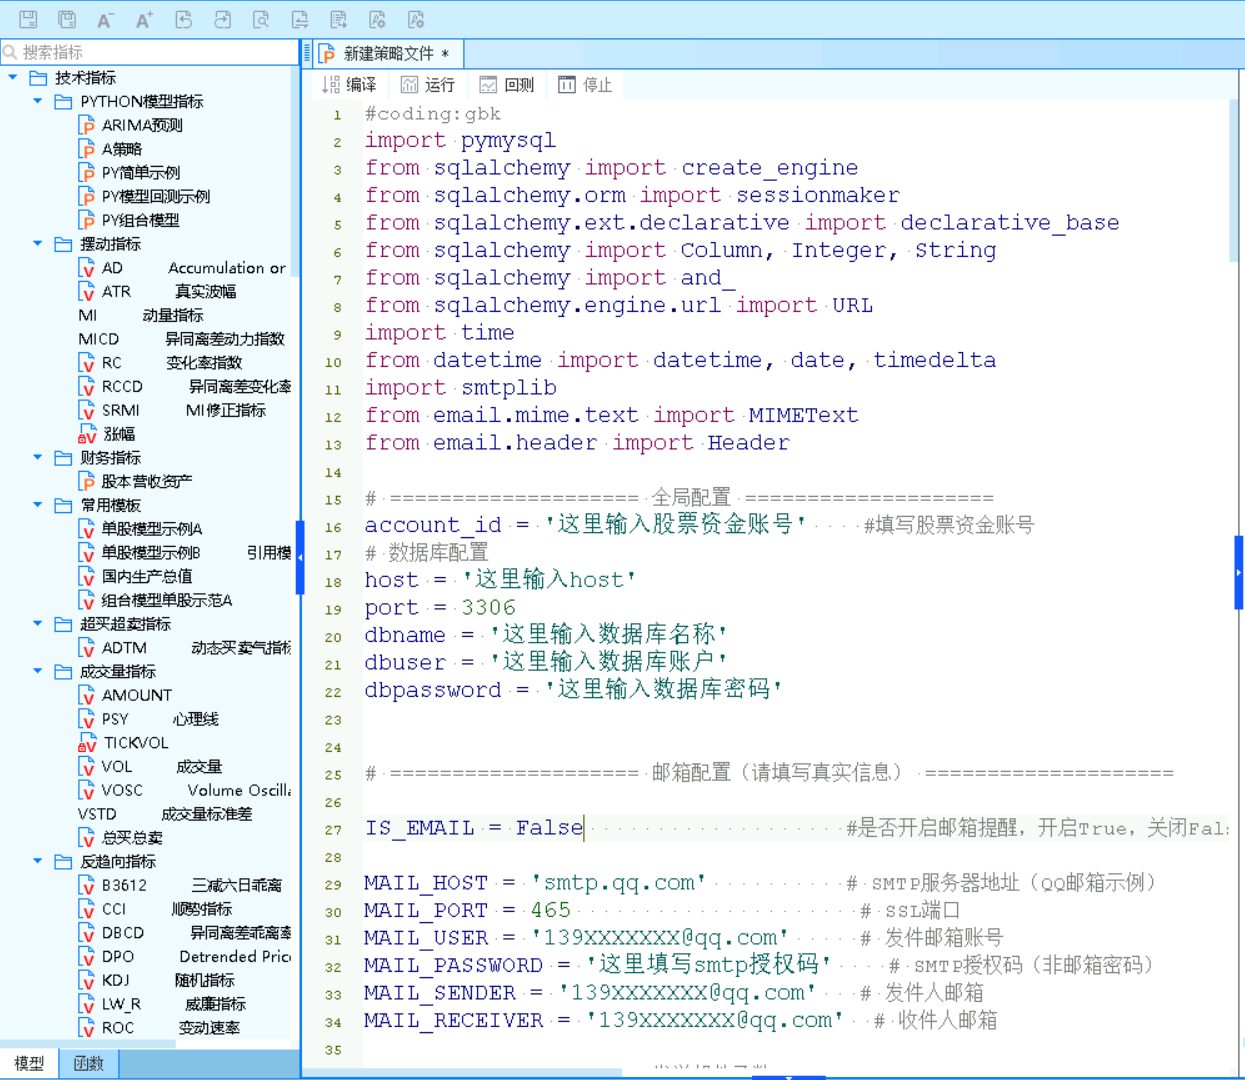 A⁻ A⁺
搜索指标
新建策略文件 *
编译 运行 回测 停止
技术指标
PYTHON模型指标
ARIMA预测
A策略
PY简单示例
PY模型回测示例
PY组合模型
摆动指标
AD Accumulation or
ATR 真实波幅
MI 动量指标
MICD 异同离差动力指数
RC 变化率指数
RCCD 异同离差变化率
SRMI MI修正指标
涨幅
财务指标
股本营收资产
常用模板
单股模型示例A
单股模型示例B 引用模
国内生产总值
组合模型单股示范A
超买超卖指标
ADTM 动态买卖气指标
成交量指标
AMOUNT
PSY 心理线
TICKVOL
VOL 成交量
VOSC Volume Oscilla
VSTD 成交量标准差
总买总卖
反趋向指标
B3612 三减六日乖离
CCI 顺势指标
DBCD 异同离差乖离率
DPO Detrended Pric
KDJ 随机指标
LW_R 威廉指标
ROC 变动速率
模型 函数
1 #coding:gbk
2 import pymysql
3 from sqlalchemy import create_engine
4 from sqlalchemy.orm import sessionmaker
5 from sqlalchemy.ext.declarative import declarative_base
6 from sqlalchemy import Column, Integer, String
7 from sqlalchemy import and_
8 from sqlalchemy.engine.url import URL
9 import time
10 from datetime import datetime, date, timedelta
11 import smtplib
12 from email.mime.text import MIMEText
13 from email.header import Header
14
15 # ==================== 全局配置 ====================
16 account_id = '这里输入股票资金账号' #填写股票资金账号
17 # 数据库配置
18 host = '这里输入host'
19 port = 3306
20 dbname = '这里输入数据库名称'
21 dbuser = '这里输入数据库账户'
22 dbpassword = '这里输入数据库密码'
23
24
25 # ==================== 邮箱配置（请填写真实信息） ====================
26
27 IS_EMAIL = False #是否开启邮箱提醒，开启True，关闭Fal
28
29 MAIL_HOST = 'smtp.qq.com' # SMTP服务器地址（QQ邮箱示例）
30 MAIL_PORT = 465 # SSL端口
31 MAIL_USER = '139XXXXXXX@qq.com' # 发件邮箱账号
32 MAIL_PASSWORD = '这里填写smtp授权码' # SMTP授权码（非邮箱密码）
33 MAIL_SENDER = '139XXXXXXX@qq.com' # 发件人邮箱
34 MAIL_RECEIVER = '139XXXXXXX@qq.com' # 收件人邮箱
35